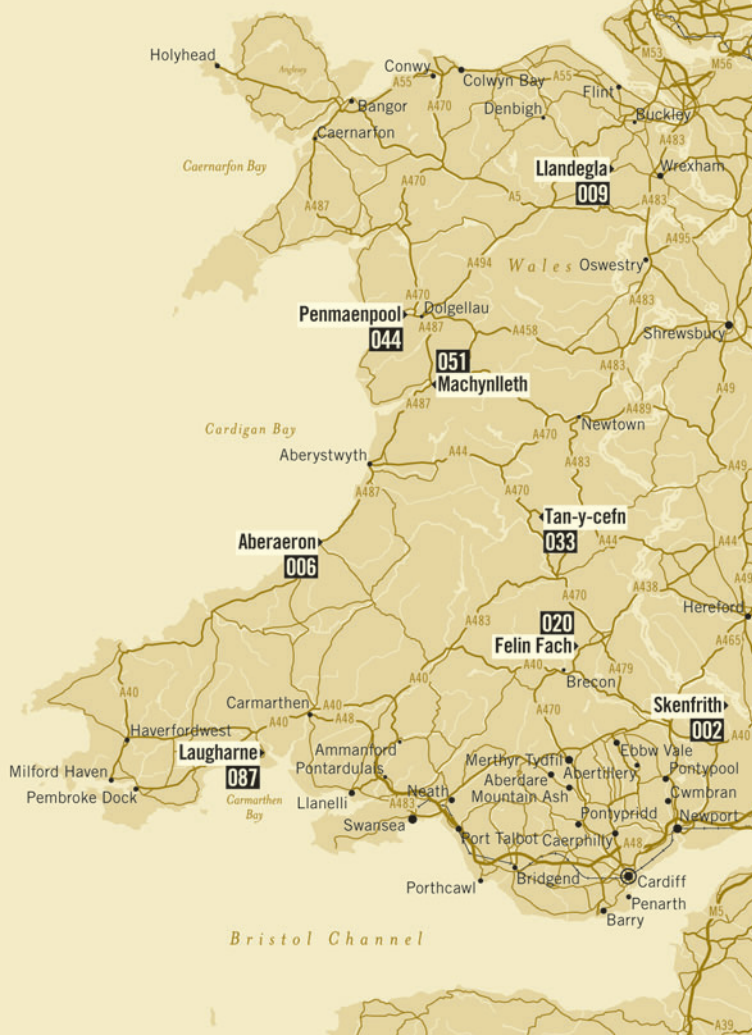 M53
M56
Holyhead
Conwy
Anglesey
A55
Colwyn Bay
A55
Flint
Bangor
A470
Denbigh
Buckley
Caernarfon
A483
Caernarfon Bay
Llandegla
Wrexham
009
A470
A5
A483
A487
A495
A494
Wales
Oswestry
A470
A483
Penmaenpool
Dolgellau
044
A487
A458
Shrewsbury
051
A483
Machynlleth
A49
A487
A489
Cardigan Bay
A470
Newtown
Aberystwyth
A44
A483
A49
A487
A470
Tan-y-cefn
033
A44
A44
Aberaeron
006
A49
A470
A438
Hereford
020
A483
Felin Fach
A465
A40
A479
Brecon
A40
Carmarthen
A40
Skenfrith
002
A48
A470
A40
A40
Haverfordwest
Laugharne
Ammanford
Merthyr Tydfil
Ebbw Vale
Milford Haven
087
Pontardulais
Aberdare
Abertillery
Pontypool
Pembroke Dock
Carmarthen
Bay
Llanelli
A483
Neath
Mountain Ash
Cwmbran
Swansea
Pontypridd
Newport
Port Talbot
Caerphilly
A48
Bridgend
Cardiff
Porthcawl
Penarth
Barry
M5
Bristol Channel
A39